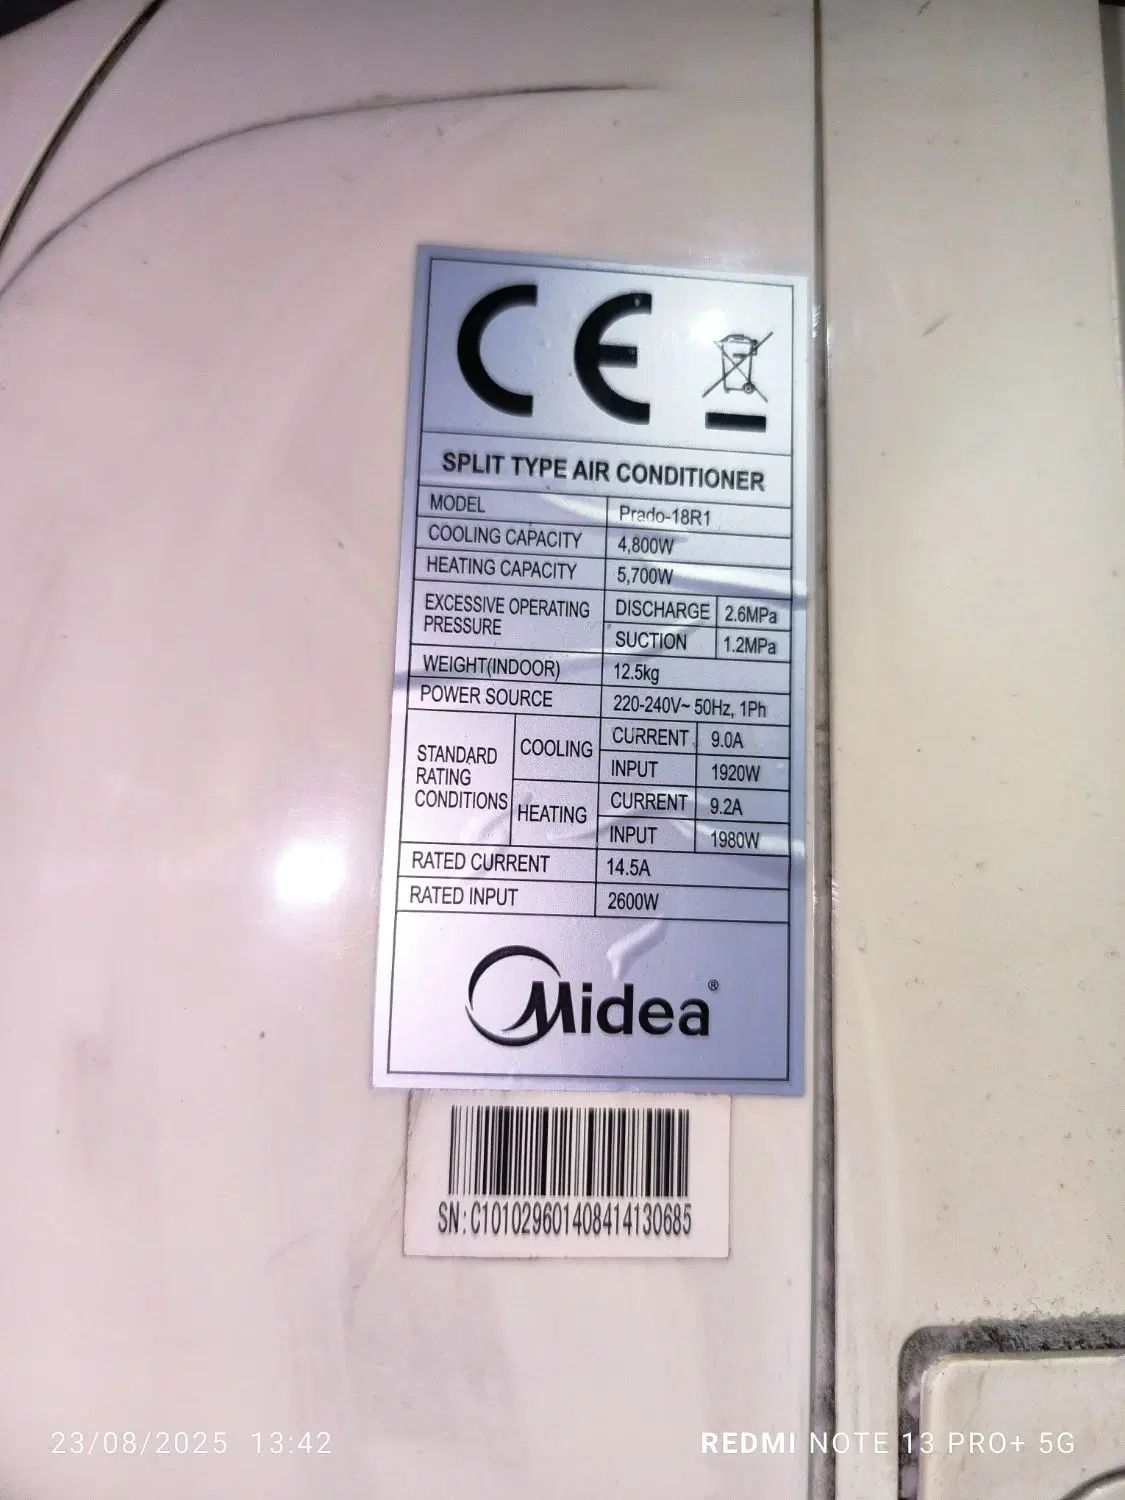 CE
SPLIT TYPE AIR CONDITIONER
MODEL Prado-18R1
COOLING CAPACITY 4,800W
HEATING CAPACITY 5,700W
EXCESSIVE OPERATING PRESSURE DISCHARGE 2.6MPa
SUCTION 1.2MPa
WEIGHT(INDOOR) 12.5kg
POWER SOURCE 220-240V~ 50Hz, 1Ph
STANDARD RATING CONDITIONS COOLING CURRENT 9.0A
INPUT 1920W
HEATING CURRENT 9.2A
INPUT 1980W
RATED CURRENT 14.5A
RATED INPUT 2600W
Midea®
SN:C101029601408414130685
23/08/2025 13:42
REDMI NOTE 13 PRO+ 5G